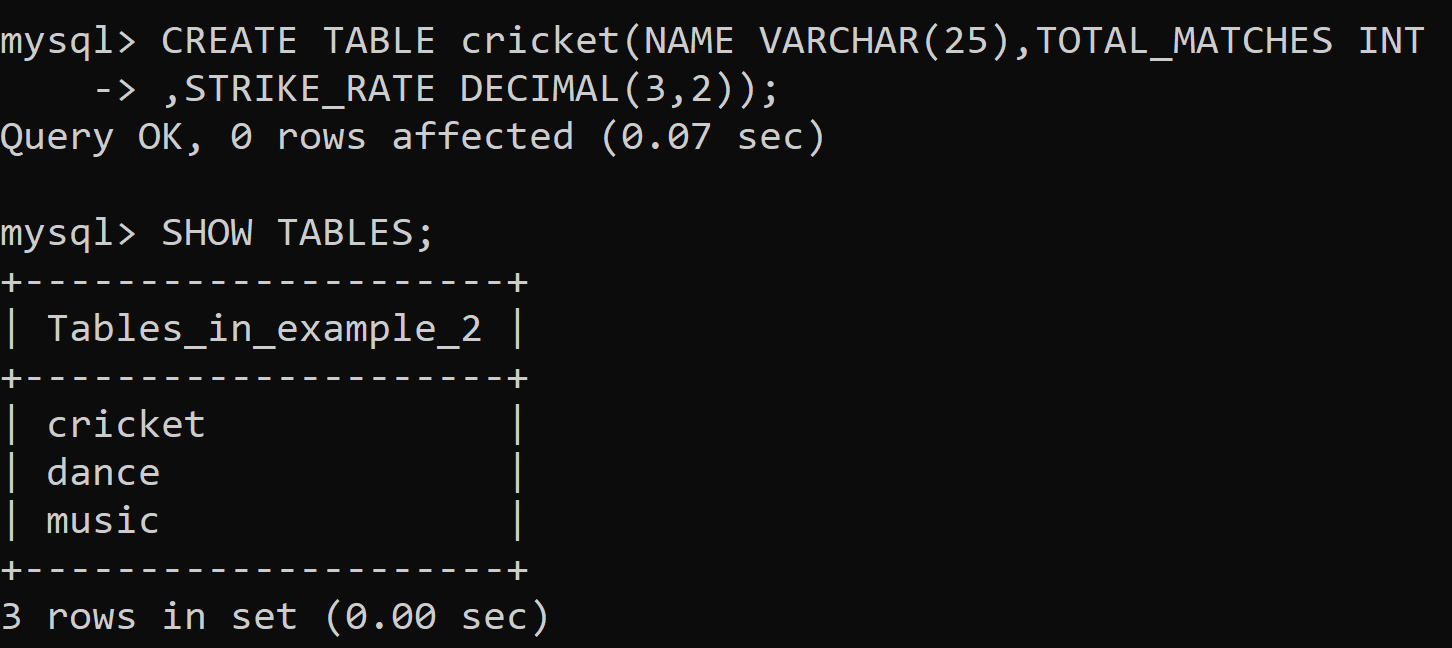 mysql> CREATE TABLE cricket(NAME VARCHAR(25),TOTAL_MATCHES INT
    -> ,STRIKE_RATE DECIMAL(3,2));
Query OK, 0 rows affected (0.07 sec)

mysql> SHOW TABLES;
+---------------------+
| Tables_in_example_2 |
+---------------------+
| cricket             |
| dance               |
| music               |
+---------------------+
3 rows in set (0.00 sec)